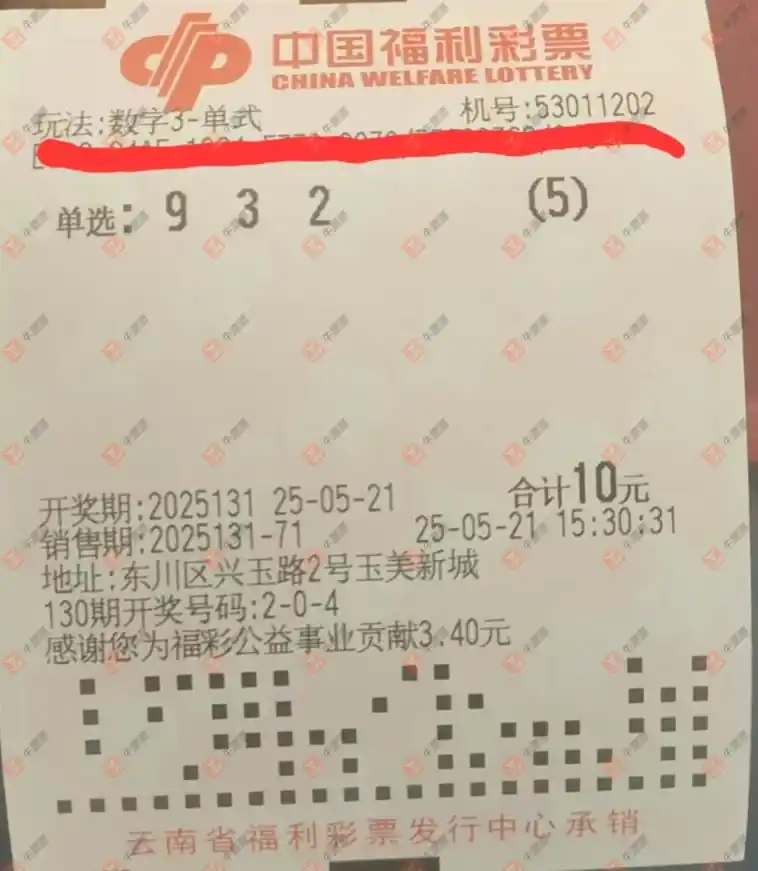 中国福利彩票
CHINA WELFARE LOTTERY
玩法:数字3-单式 机号:53011202
单选: 9 3 2 (5)
合计10元
开奖期:2025131 25-05-21
销售期:2025131-71 25-05-21 15:30:31
地址:东川区兴玉路2号玉美新城
130期开奖号码:2-0-4
感谢您为福彩公益事业贡献3.40元
云南省福利彩票发行中心承销